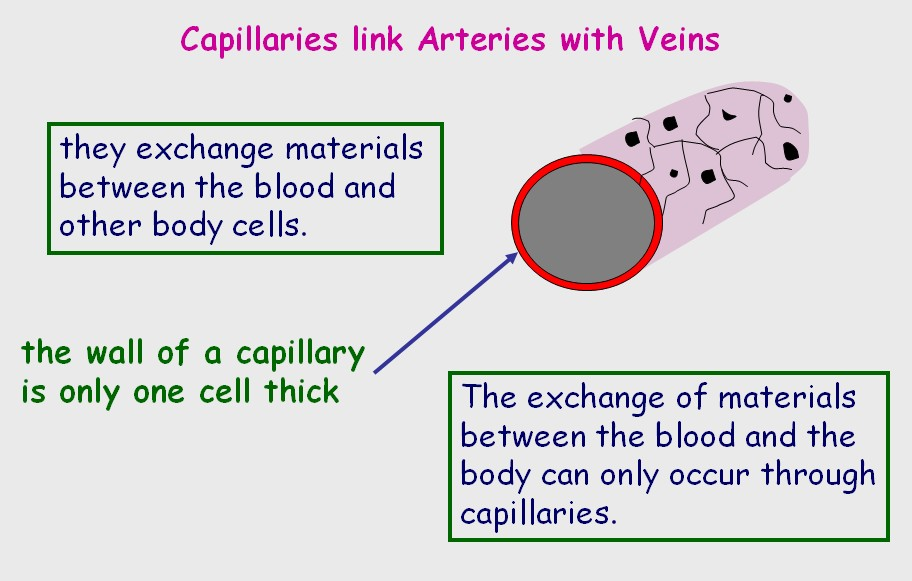 Capillaries link Arteries with Veins
they exchange materials
between the blood and
other body cells.
the wall of a capillary
is only one cell thick
The exchange of materials
between the blood and the
body can only occur through
capillaries.